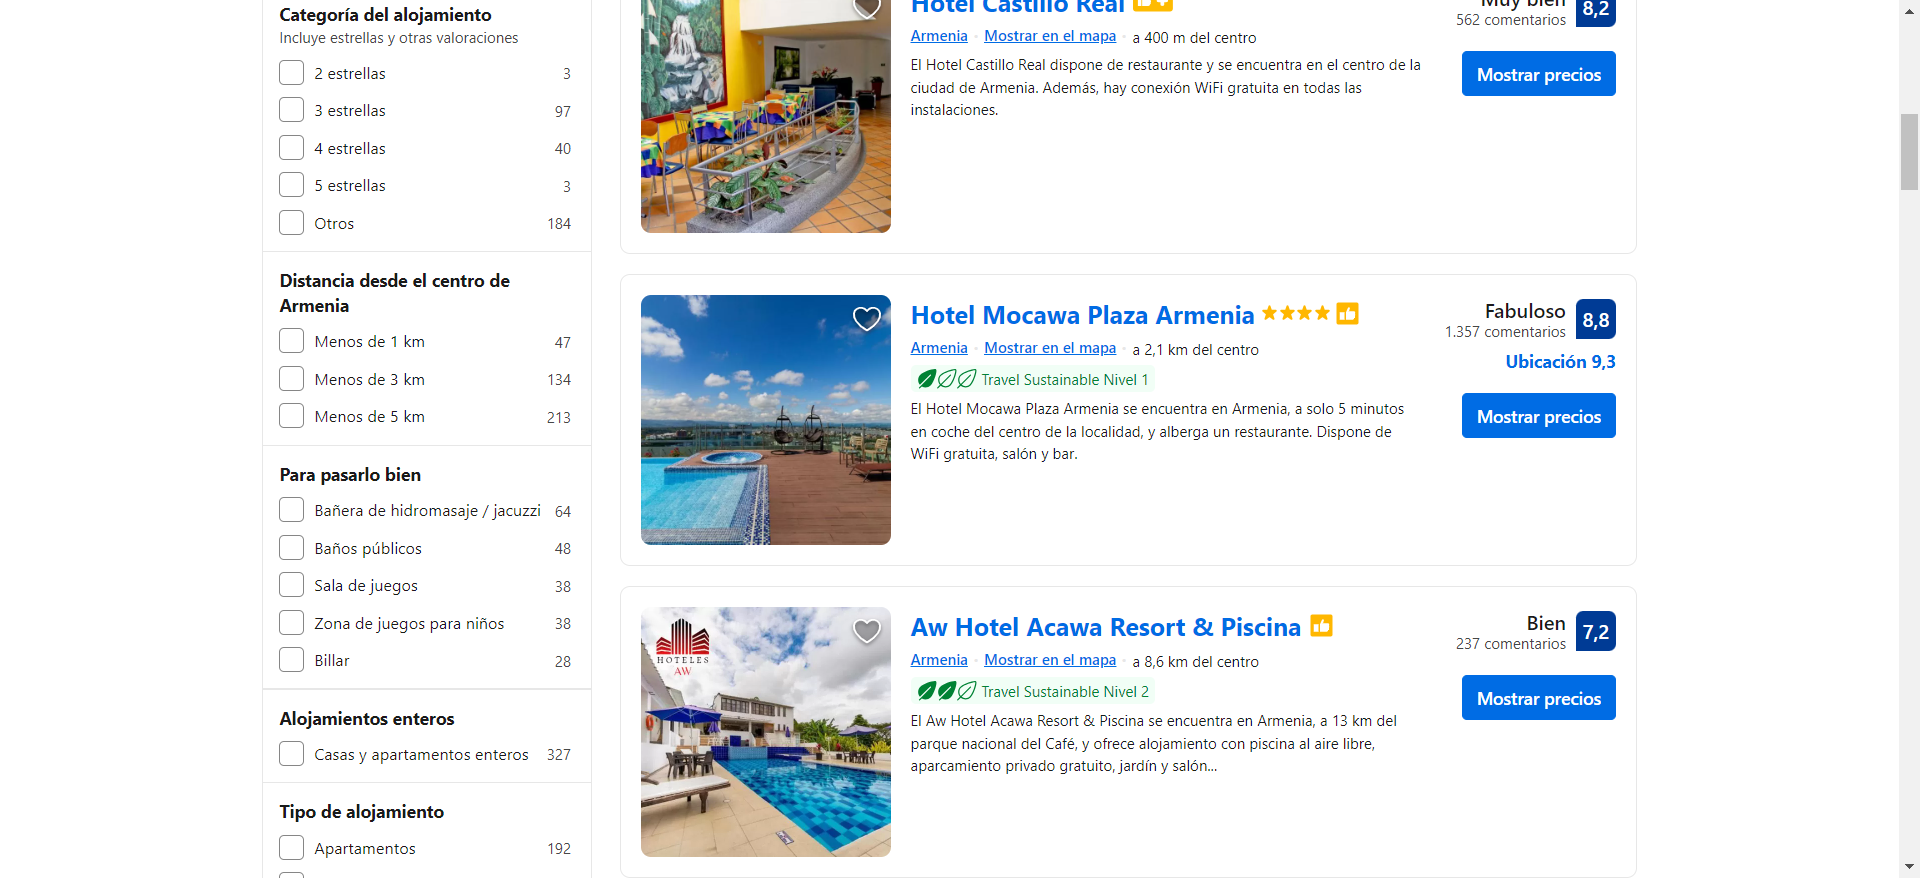 Categoría del alojamiento
Incluye estrellas y otras valoraciones
2 estrellas 3
3 estrellas 97
4 estrellas 40
5 estrellas 3
Otros 184
Distancia desde el centro de
Armenia
Menos de 1 km 47
Menos de 3 km 134
Menos de 5 km 213
Para pasarlo bien
Bañera de hidromasaje / jacuzzi 64
Baños públicos 48
Sala de juegos 38
Zona de juegos para niños 38
Billar 28
Alojamientos enteros
Casas y apartamentos enteros 327
Tipo de alojamiento
Apartamentos 192
Hotel Castillo Real
Muy bien
562 comentarios
8,2
Armenia Mostrar en el mapa a 400 m del centro
El Hotel Castillo Real dispone de restaurante y se encuentra en el centro de la
ciudad de Armenia. Además, hay conexión WiFi gratuita en todas las
instalaciones.
Mostrar precios
Hotel Mocawa Plaza Armenia
Fabuloso
1.357 comentarios
8,8
Ubicación 9,3
Armenia Mostrar en el mapa a 2,1 km del centro
Travel Sustainable Nivel 1
El Hotel Mocawa Plaza Armenia se encuentra en Armenia, a solo 5 minutos
en coche del centro de la localidad, y alberga un restaurante. Dispone de
WiFi gratuita, salón y bar.
Mostrar precios
HOTELES
AW
Aw Hotel Acawa Resort & Piscina
Bien
237 comentarios
7,2
Armenia Mostrar en el mapa a 8,6 km del centro
Travel Sustainable Nivel 2
El Aw Hotel Acawa Resort & Piscina se encuentra en Armenia, a 13 km del
parque nacional del Café, y ofrece alojamiento con piscina al aire libre,
aparcamiento privado gratuito, jardín y salón...
Mostrar precios